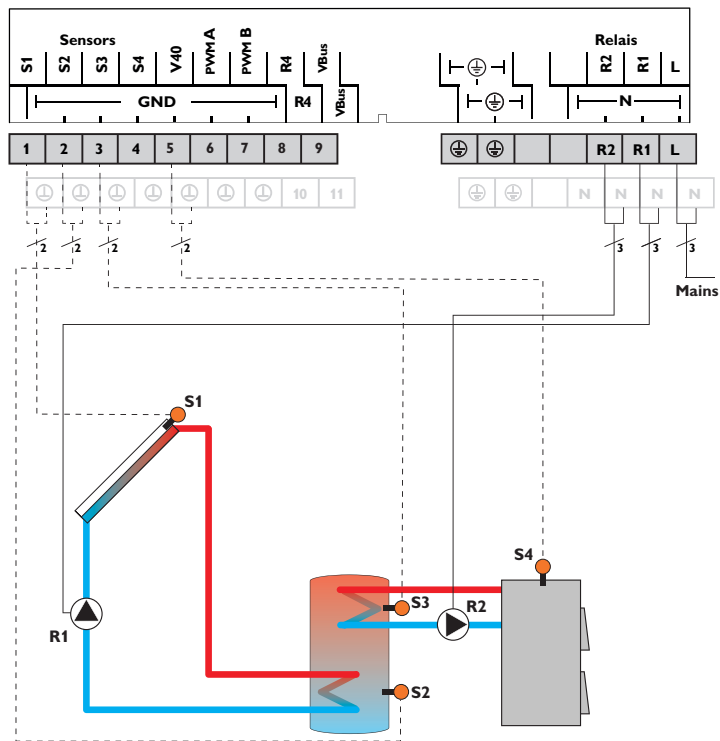 Sensors
Relais
S1 S2 S3 S4 V40 PWM A PWM B R4 VBus
R2 R1 L
GND R4 VBus
N
1 2 3 4 5 6 7 8 9
R2 R1 L
10 11
N N N N
2 2 2 2
3 3 3
Mains
S1
S4
S3
R2
R1
S2